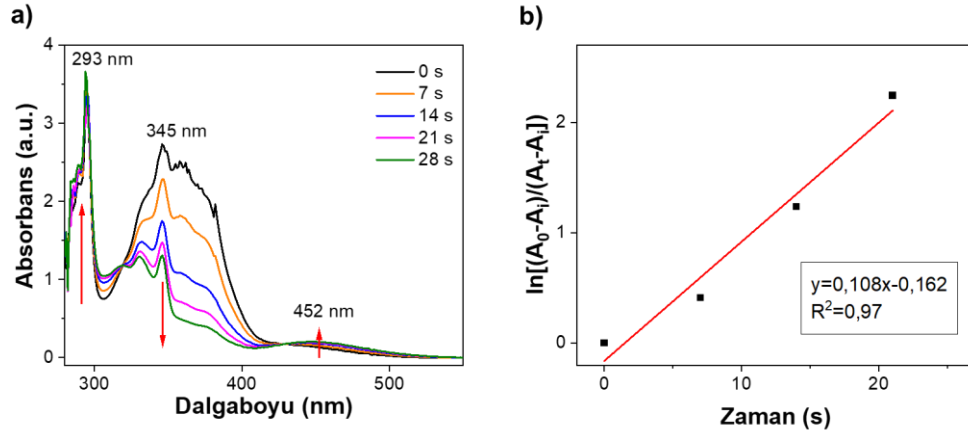 a)
293 nm
345 nm
452 nm
0 s
7 s
14 s
21 s
28 s
Absorbans (a.u.)
4
3
2
1
0
300
400
500
Dalgaboyu (nm)
b)
ln[(A₀-Aᵢ)/(Aₜ-Aᵢ)]
2
1
0
y=0,108x-0,162
R²=0,97
0
10
20
Zaman (s)